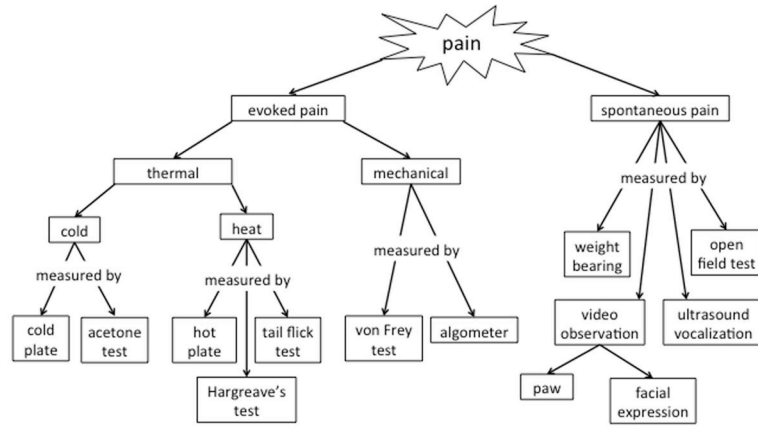 pain
evoked pain
spontaneous pain
thermal
mechanical
measured by
cold
heat
weight
bearing
open
field test
measured by
measured by
measured by
cold
plate
acetone
test
hot
plate
tail flick
test
von Frey
test
algometer
video
observation
ultrasound
vocalization
Hargreave's
test
paw
facial
expression